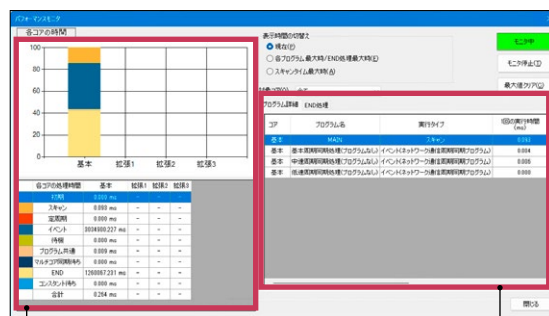 パフォーマンスモニタ
各コアの時間
100
80
60
40
20
0
基本 拡張1 拡張2 拡張3
各コアの処理時間 基本 拡張1 拡張2 拡張3
初期 0.000 ms - - -
スキャン 0.093 ms - - -
定周期 0.000 ms - - -
イベント ms - - -
待機 0.000 ms - - -
プログラム共通 0.009 ms - - -
マルチコア同期待ち 0.000 ms - - -
END ms - - -
コンスタント待ち 0.000 ms - - -
合計 0.264 ms - - -
表示時間の切替え
現在(P)
各プログラム最大時/END処理最大時(E)
スキャンタイム最大時(A)
モニタ中
モニタ停止(T)
最大値クリア(C)
プログラム詳細 END処理
コア プログラム名 実行タイプ 1回の実行時間(ms)
基本 MAIN スキャン 0.093
基本 基本周期同期処理(プログラムなし) イベント(ネットワーク通信周期同期プログラム) 0.004
基本 中速周期同期処理(プログラムなし) イベント(ネットワーク通信周期同期プログラム) 0.005
基本 低速周期同期処理(プログラムなし) イベント(ネットワーク通信周期同期プログラム) 0.000
閉じる